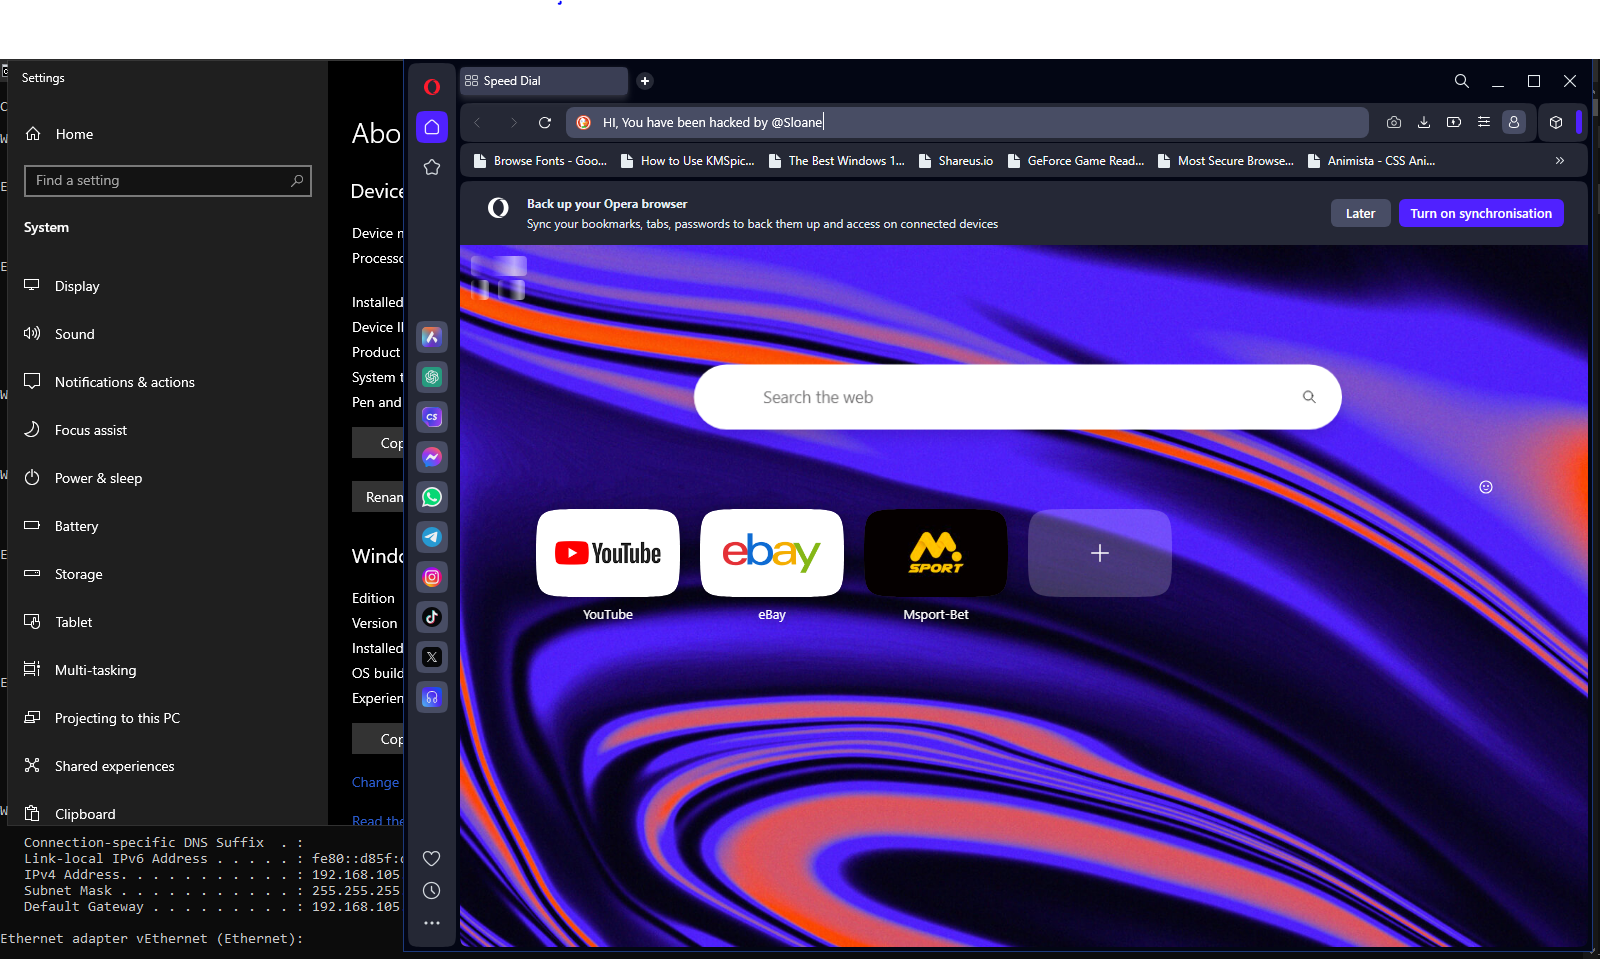 Settings
Home
Find a setting
System
Display
Sound
Notifications & actions
Focus assist
Power & sleep
Battery
Storage
Tablet
Multi-tasking
Projecting to this PC
Shared experiences
Clipboard
Abo
Device
Device n
Processo
Installed
Device I
Product
System t
Pen and
Cop
Renam
Windo
Edition
Version
Installed
OS build
Experien
Cop
Change
Read the
Connection-specific DNS Suffix . :
Link-local IPv6 Address . . . . . : fe80::d85f:
IPv4 Address. . . . . . . . . . . : 192.168.105
Subnet Mask . . . . . . . . . . . : 255.255.255
Default Gateway . . . . . . . . . : 192.168.105
Ethernet adapter vEthernet (Ethernet):
Speed Dial
HI, You have been hacked by @Sloane
Browse Fonts - Goo... How to Use KMSpic... The Best Windows 1... Shareus.io GeForce Game Read... Most Secure Browse... Animista - CSS Ani...
Back up your Opera browser
Sync your bookmarks, tabs, passwords to back them up and access on connected devices
Later Turn on synchronisation
Search the web
YouTube ebay M. SPORT
YouTube eBay Msport-Bet
CS